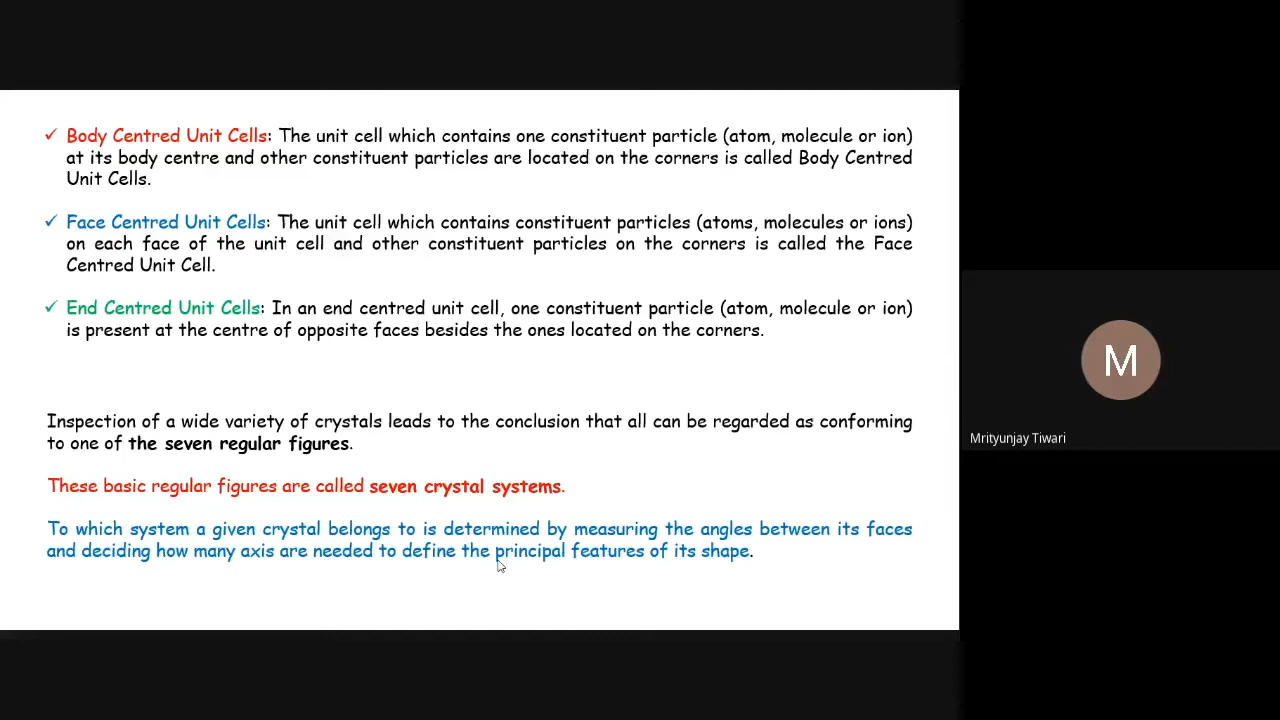 ✓ Body Centred Unit Cells: The unit cell which contains one constituent particle (atom, molecule or ion)
at its body centre and other constituent particles are located on the corners is called Body Centred
Unit Cells.
✓ Face Centred Unit Cells: The unit cell which contains constituent particles (atoms, molecules or ions)
on each face of the unit cell and other constituent particles on the corners is called the Face
Centred Unit Cell.
✓ End Centred Unit Cells: In an end centred unit cell, one constituent particle (atom, molecule or ion)
is present at the centre of opposite faces besides the ones located on the corners.
Inspection of a wide variety of crystals leads to the conclusion that all can be regarded as conforming
to one of the seven regular figures.
These basic regular figures are called seven crystal systems.
To which system a given crystal belongs to is determined by measuring the angles between its faces
and deciding how many axis are needed to define the principal features of its shape.
M
Mrityunjay Tiwari